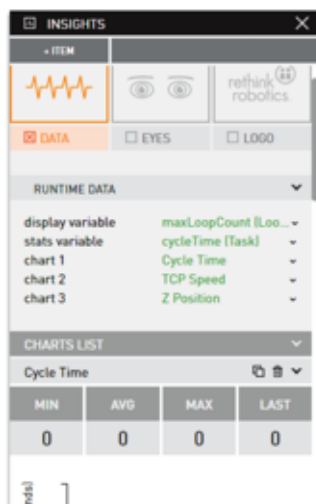 INSIGHTS
+ ITEM
rethink
robotics
DATA
EYES
LOGO
RUNTIME DATA
display variable maxLoopCount (Loo...
stats variable cycleTime (Task)
chart 1 Cycle Time
chart 2 TCP Speed
chart 3 Z Position
CHARTS LIST
Cycle Time
MIN AVG MAX LAST
0 0 0 0
nds)